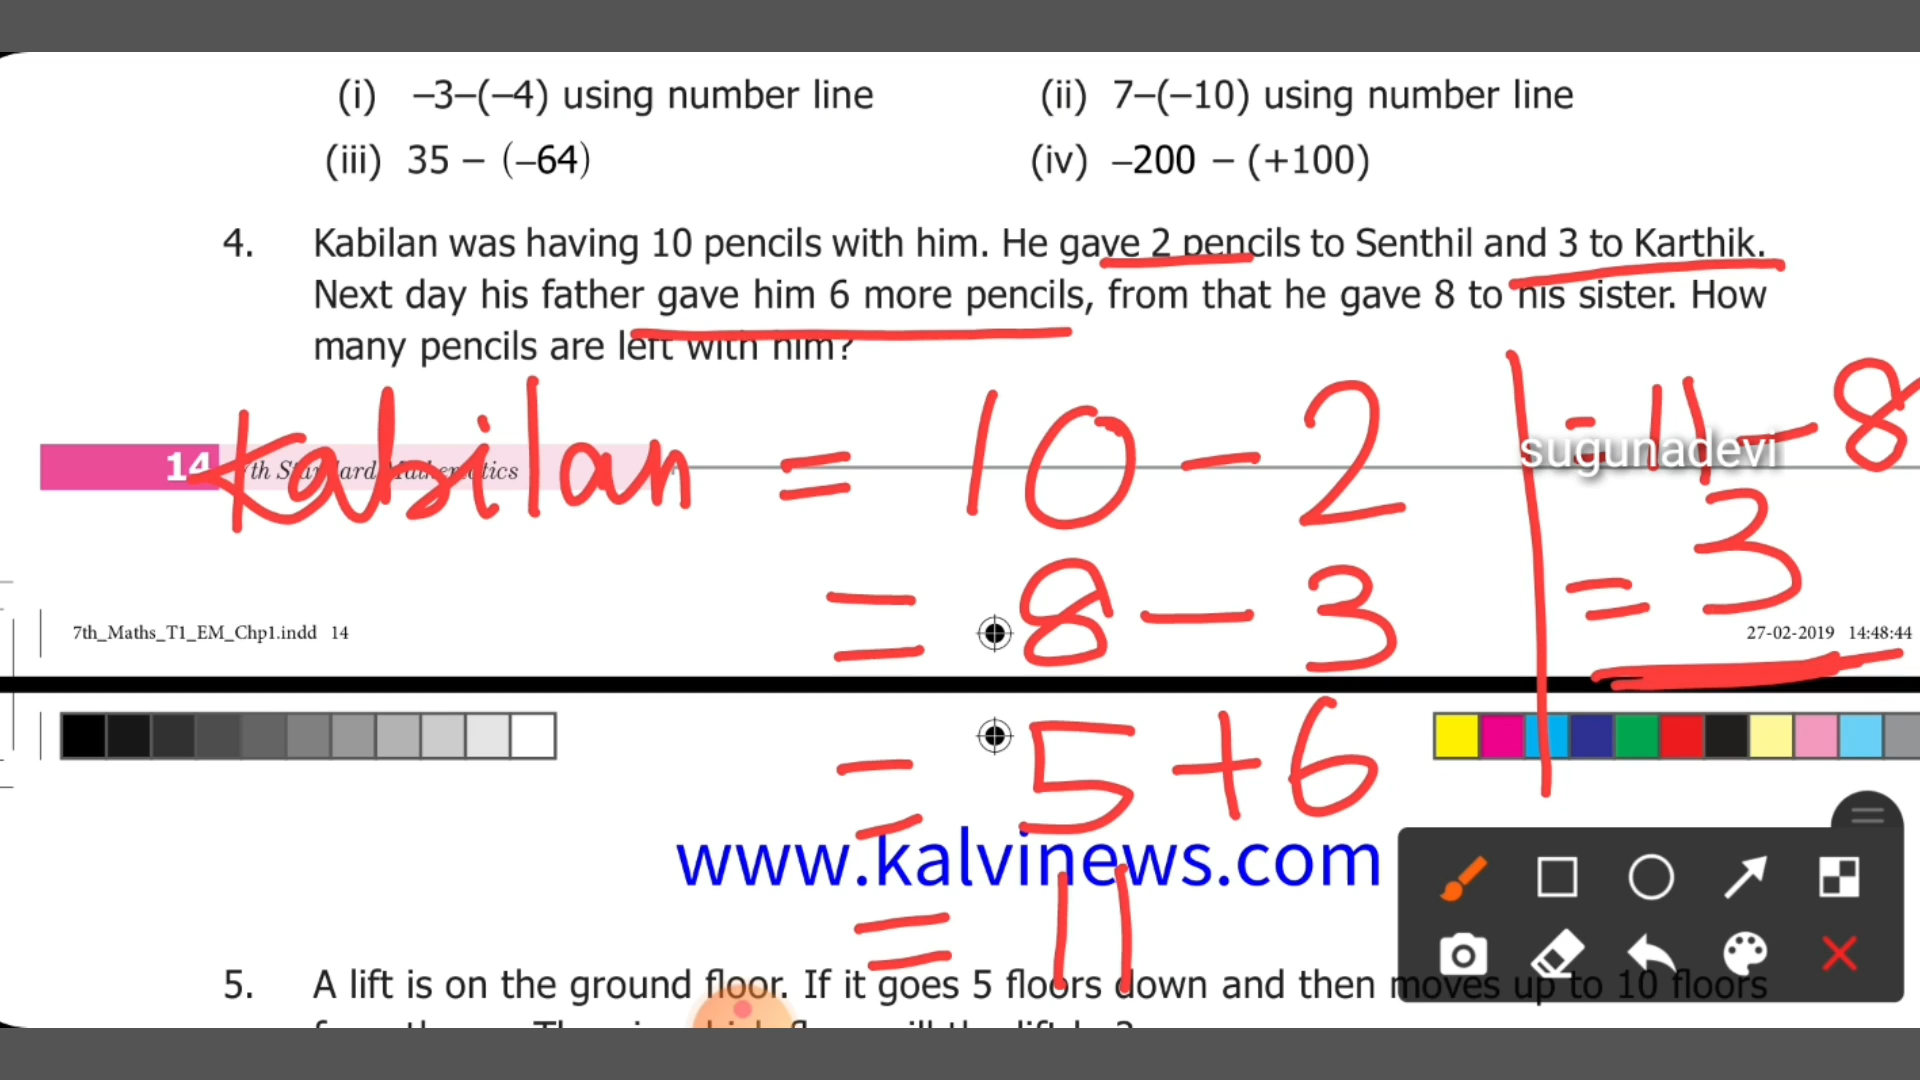 (i) –3–(–4) using number line (ii) 7–(–10) using number line
(iii) 35 – (–64) (iv) –200 – (+100)
4. Kabilan was having 10 pencils with him. He gave 2 pencils to Senthil and 3 to Karthik.
Next day his father gave him 6 more pencils, from that he gave 8 to his sister. How
many pencils are left with him?
Kabilan = 10 – 2
= 11 – 8
sugunadevi
14 7th Standard Mathematics
= 8 – 3
= 3
7th_Maths_T1_EM_Chp1.indd 14 27-02-2019 14:48:44
= 5 + 6
www.kalvinews.com
= 11
5. A lift is on the ground floor. If it goes 5 floors down and then moves up to 10 floors